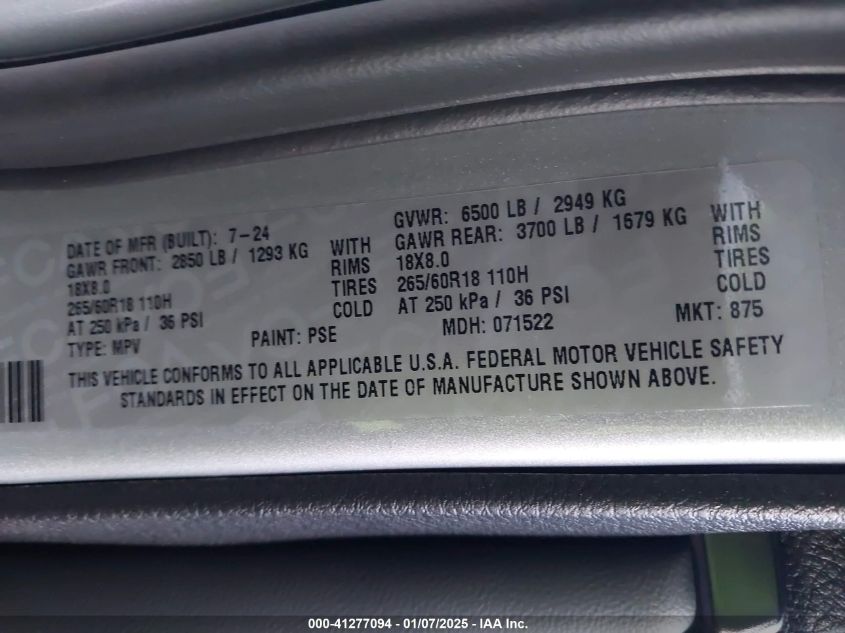 DATE OF MFR (BUILT): 7-24
GAWR FRONT: 2850 LB / 1293 KG WITH
18X8.0 RIMS
265/60R18 110H TIRES
AT 250 kPa / 36 PSI COLD
TYPE: MPV PAINT: PSE
GVWR: 6500 LB / 2949 KG
GAWR REAR: 3700 LB / 1679 KG WITH
18X8.0 RIMS
265/60R18 110H TIRES
AT 250 kPa / 36 PSI COLD
MDH: 071522 MKT: 875
THIS VEHICLE CONFORMS TO ALL APPLICABLE U.S.A. FEDERAL MOTOR VEHICLE SAFETY
STANDARDS IN EFFECT ON THE DATE OF MANUFACTURE SHOWN ABOVE.
000-41277094 - 01/07/2025 - IAA Inc.